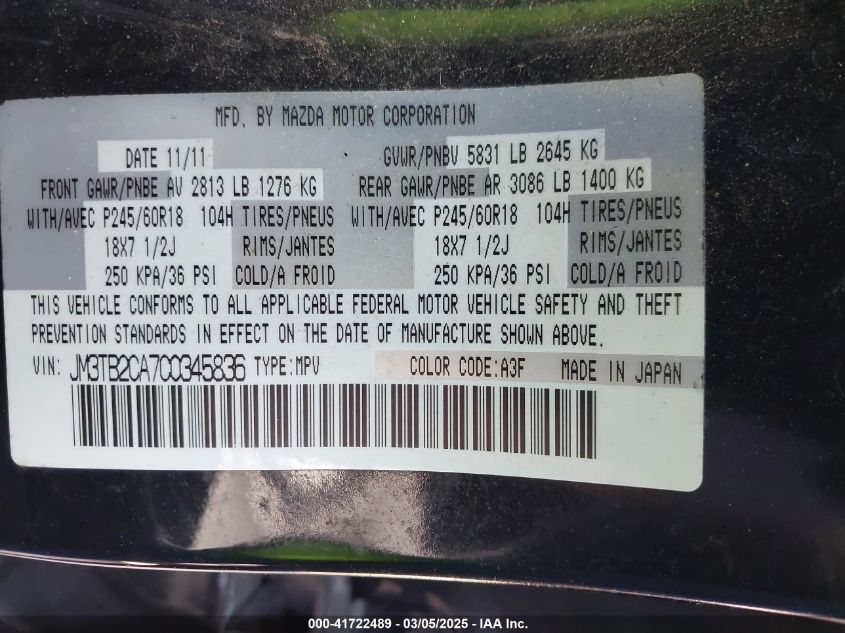 MFD. BY MAZDA MOTOR CORPORATION
DATE 11/11 GVWR/PNBV 5831 LB 2645 KG
FRONT GAWR/PNBE AV 2813 LB 1276 KG REAR GAWR/PNBE AR 3086 LB 1400 KG
WITH/AVEC P245/60R18 104H TIRES/PNEUS WITH/AVEC P245/60R18 104H TIRES/PNEUS
18X7 1/2J RIMS/JANTES 18X7 1/2J RIMS/JANTES
250 KPA/36 PSI COLD/A FROID 250 KPA/36 PSI COLD/A FROID
THIS VEHICLE CONFORMS TO ALL APPLICABLE FEDERAL MOTOR VEHICLE SAFETY AND THEFT
PREVENTION STANDARDS IN EFFECT ON THE DATE OF MANUFACTURE SHOWN ABOVE.
VIN: JM3TB2CA7C0345836 TYPE:MPV COLOR CODE:A3F MADE IN JAPAN
000-41722489 - 03/05/2025 - IAA Inc.